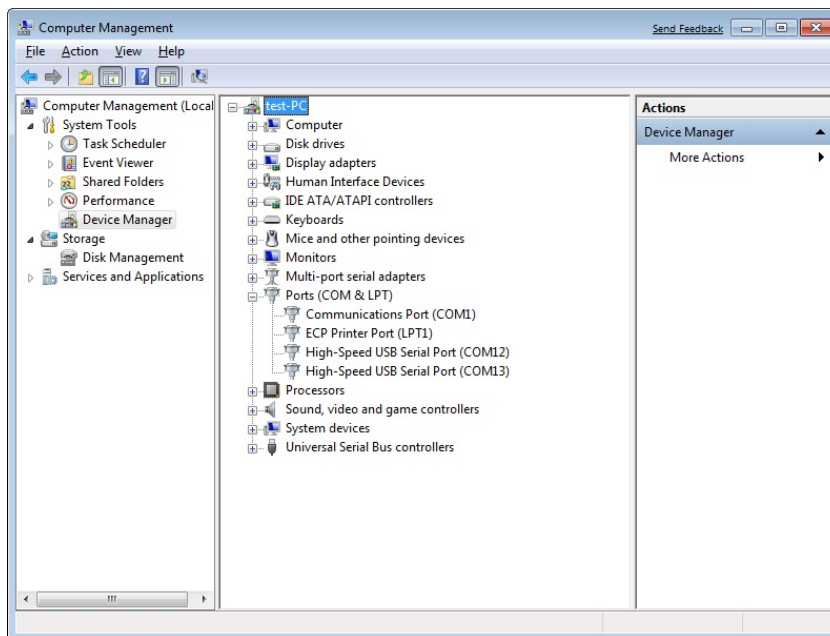 Computer Management
Send Feedback
File Action View Help
Computer Management (Local
System Tools
Task Scheduler
Event Viewer
Shared Folders
Performance
Device Manager
Storage
Disk Management
Services and Applications
test-PC
Computer
Disk drives
Display adapters
Human Interface Devices
IDE ATA/ATAPI controllers
Keyboards
Mice and other pointing devices
Monitors
Multi-port serial adapters
Ports (COM & LPT)
Communications Port (COM1)
ECP Printer Port (LPT1)
High-Speed USB Serial Port (COM12)
High-Speed USB Serial Port (COM13)
Processors
Sound, video and game controllers
System devices
Universal Serial Bus controllers
Actions
Device Manager
More Actions